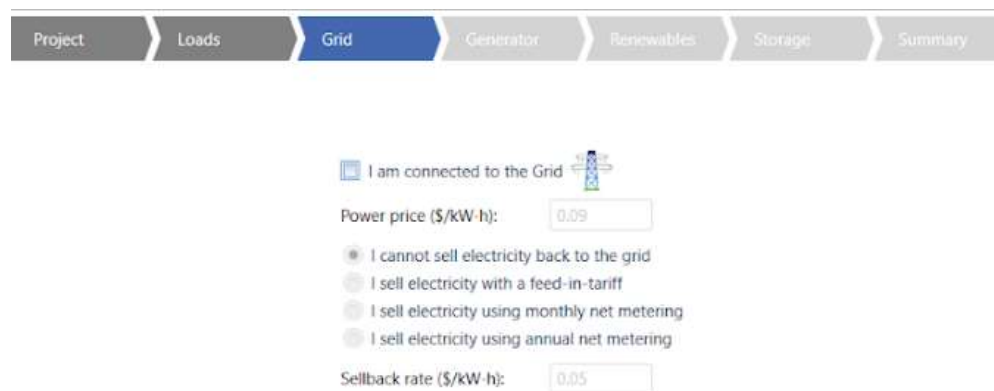 Project Loads Grid Generator Renewables Storage Summary
I am connected to the Grid
Power price ($/kW-h): 0.09
I cannot sell electricity back to the grid
I sell electricity with a feed-in-tariff
I sell electricity using monthly net metering
I sell electricity using annual net metering
Sellback rate ($/kW-h): 0.05